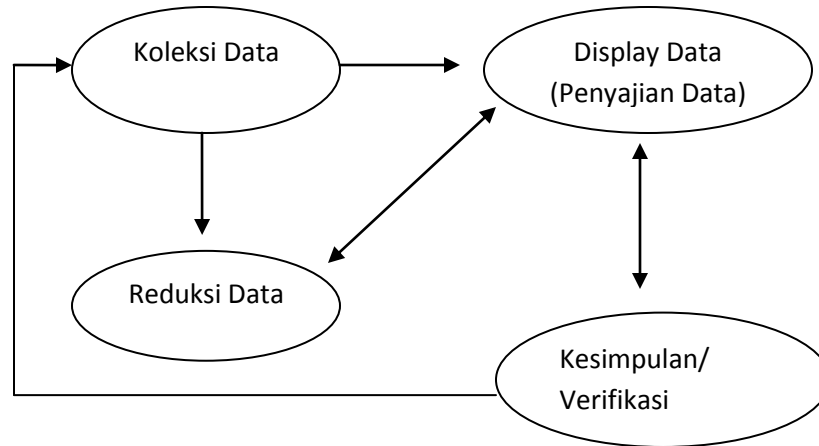 Koleksi Data
Display Data
(Penyajian Data)
Reduksi Data
Kesimpulan/
Verifikasi